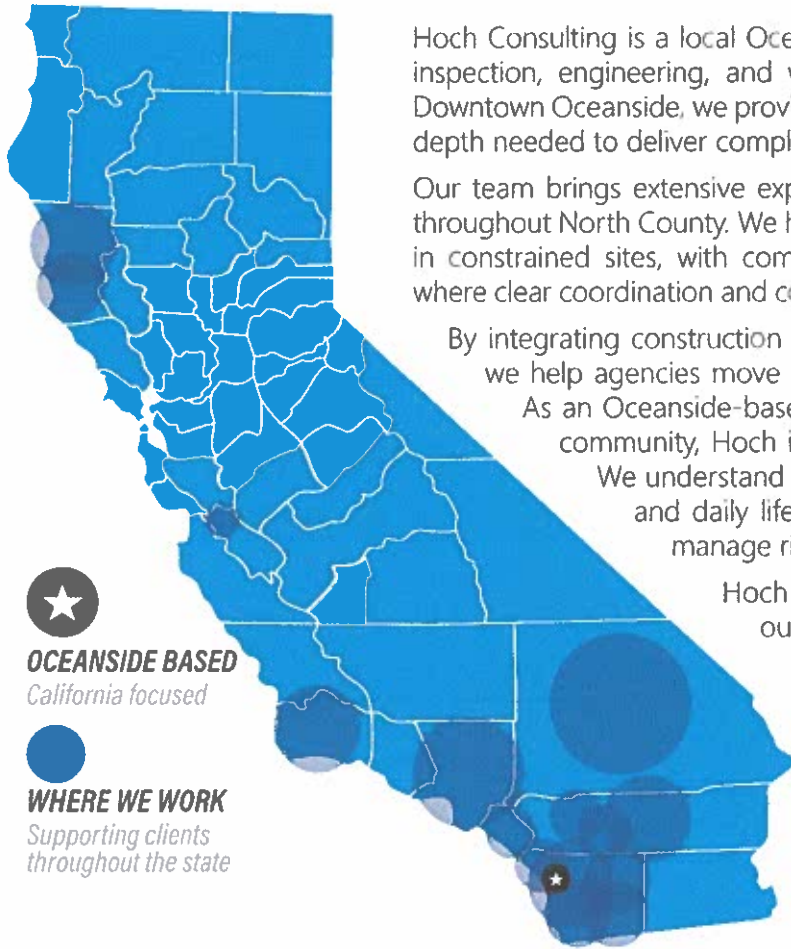 Hoch Consulting is a local Oce
inspection, engineering, and
Downtown Oceanside, we prov
depth needed to deliver compl
Our team brings extensive exp
throughout North County. We h
in constrained sites, with com
where clear coordination and c
By integrating construction
we help agencies move
As an Oceanside-base
community, Hoch i
We understand
and daily life
manage r
Hoch
ou
OCEANSIDE BASED
California focused
WHERE WE WORK
Supporting clients
throughout the state